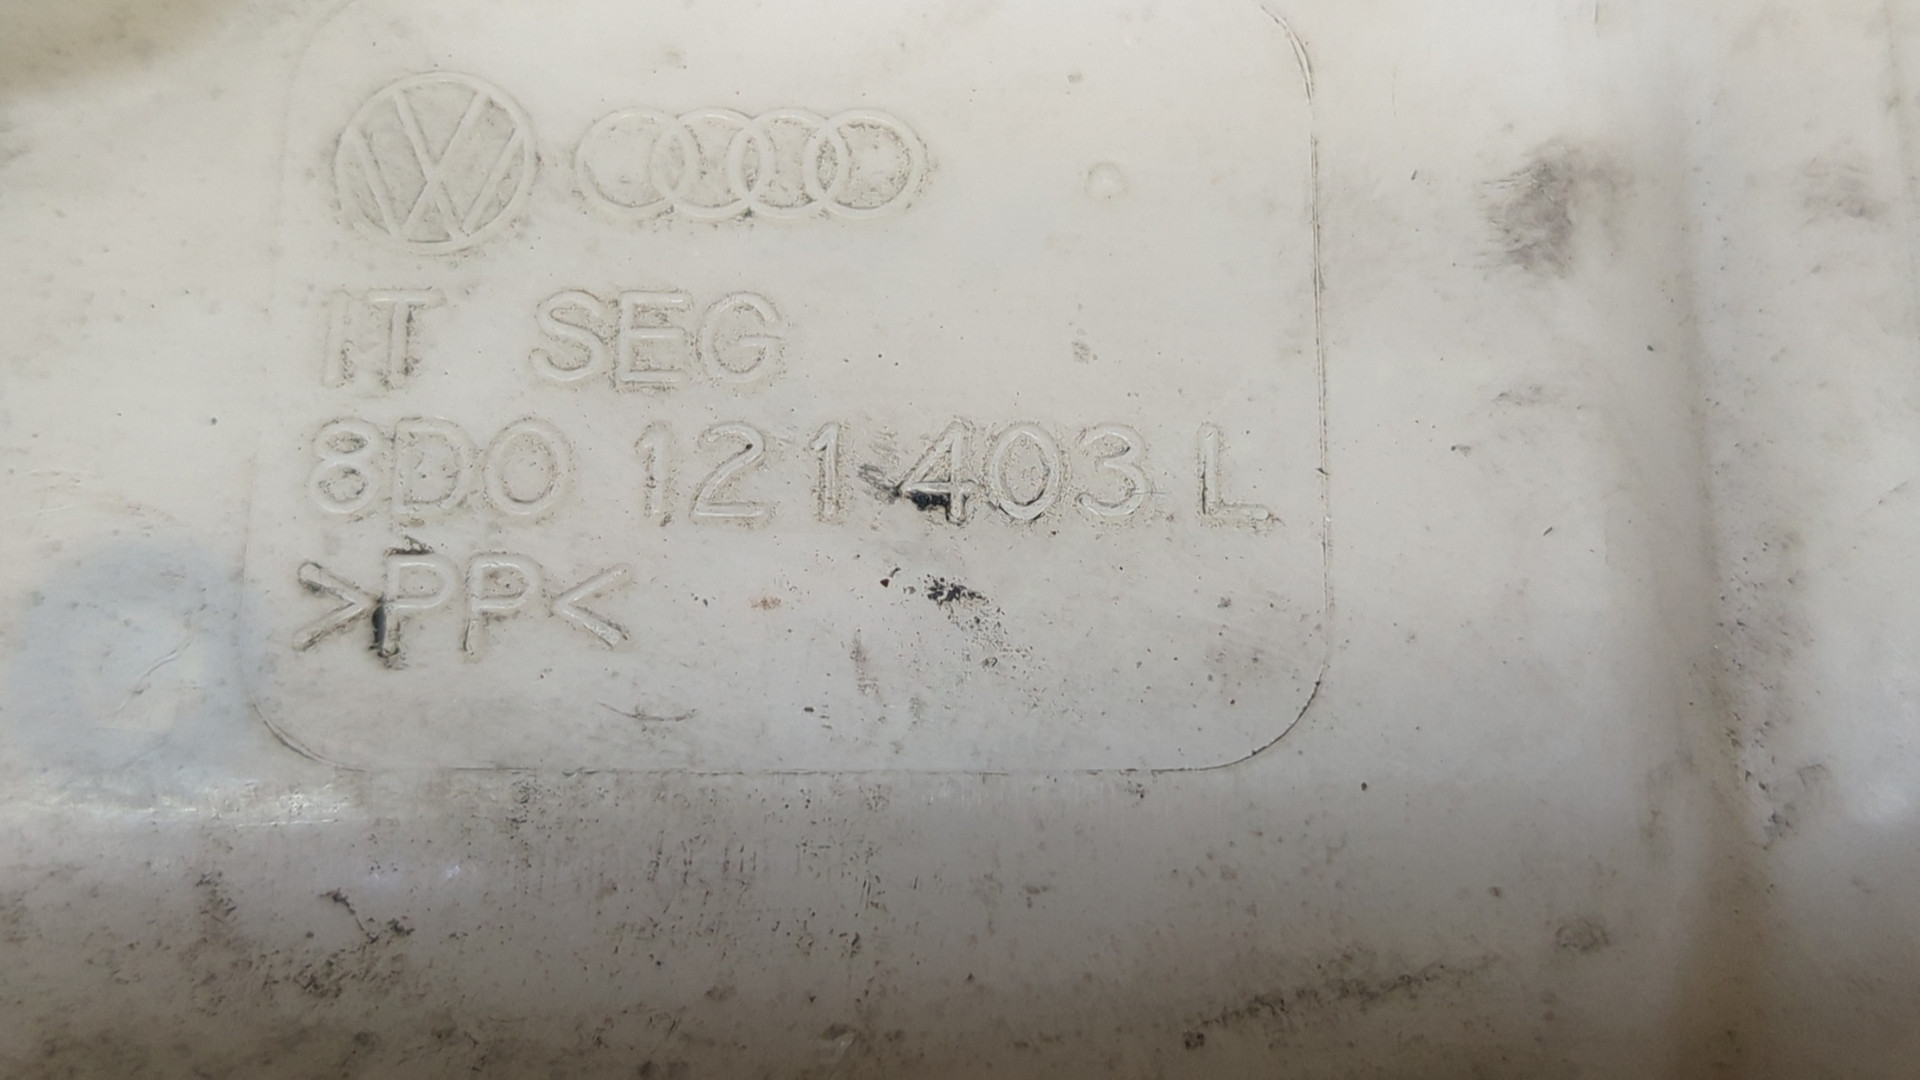 IT SEG
8D0 121 403 L
>PP<